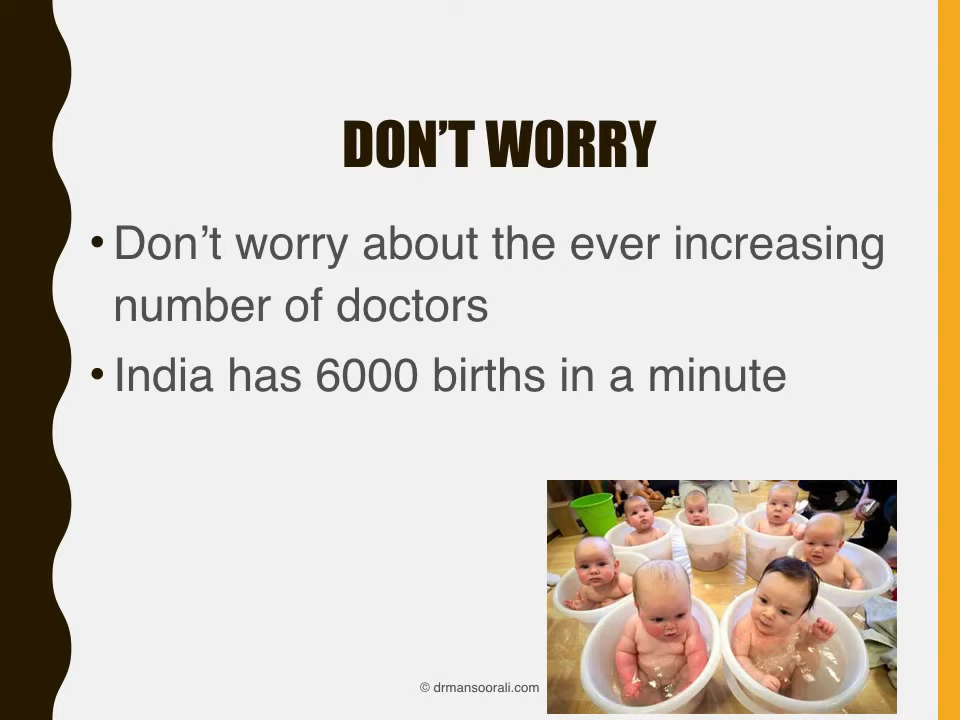 DON’T WORRY
• Don’t worry about the ever increasing
number of doctors
• India has 6000 births in a minute
© drmansoorali.com